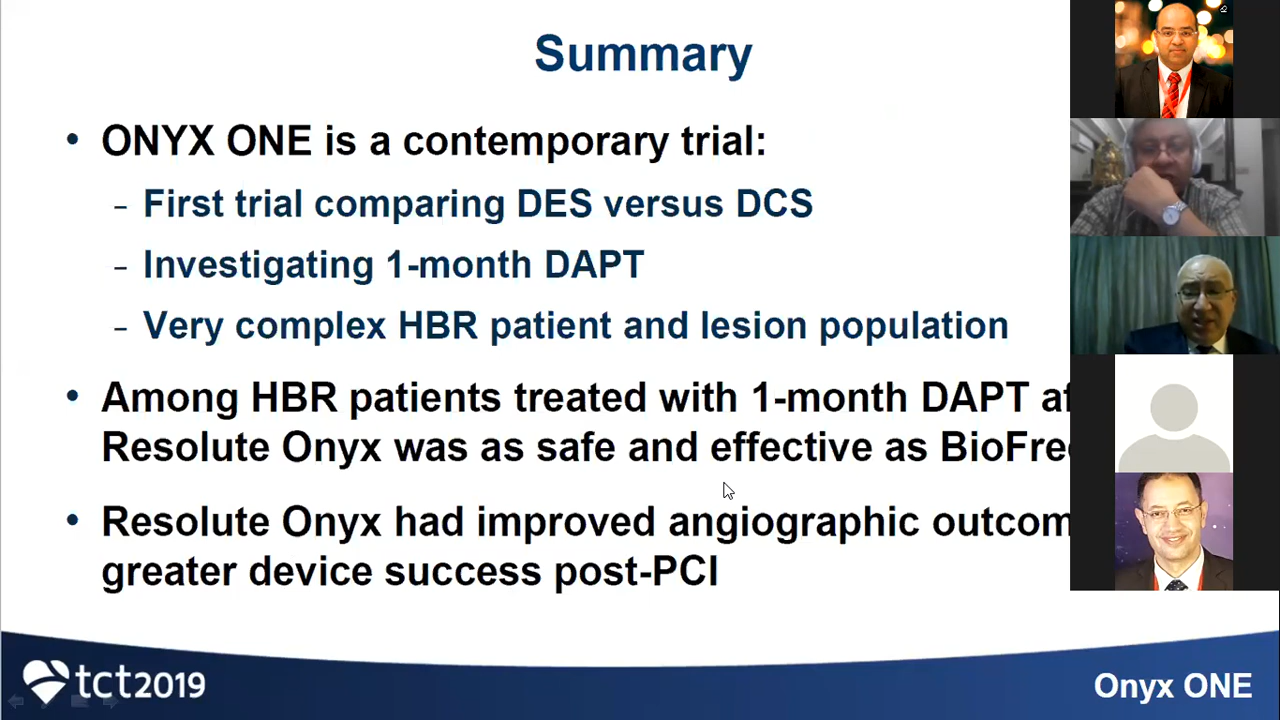 Summary
• ONYX ONE is a contemporary trial:
– First trial comparing DES versus DCS
– Investigating 1-month DAPT
– Very complex HBR patient and lesion population
• Among HBR patients treated with 1-month DAPT
Resolute Onyx was as safe and effective as
• Resolute Onyx had improved angiographic
greater device success post-PCI
tct2019
Onyx ONE